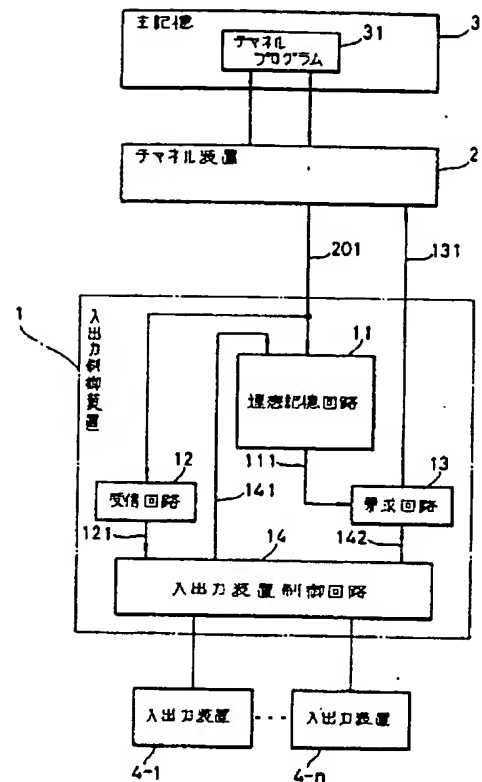 主記憶
3
チャネル
プログラム
31
チャネル装置
2
201
131
1
入出力制御装置
11
記憶回路
12
受信回路
111
13
要求回路
121
141
14
142
入出力装置制御回路
入出力装置
入出力装置
4-1
4-n